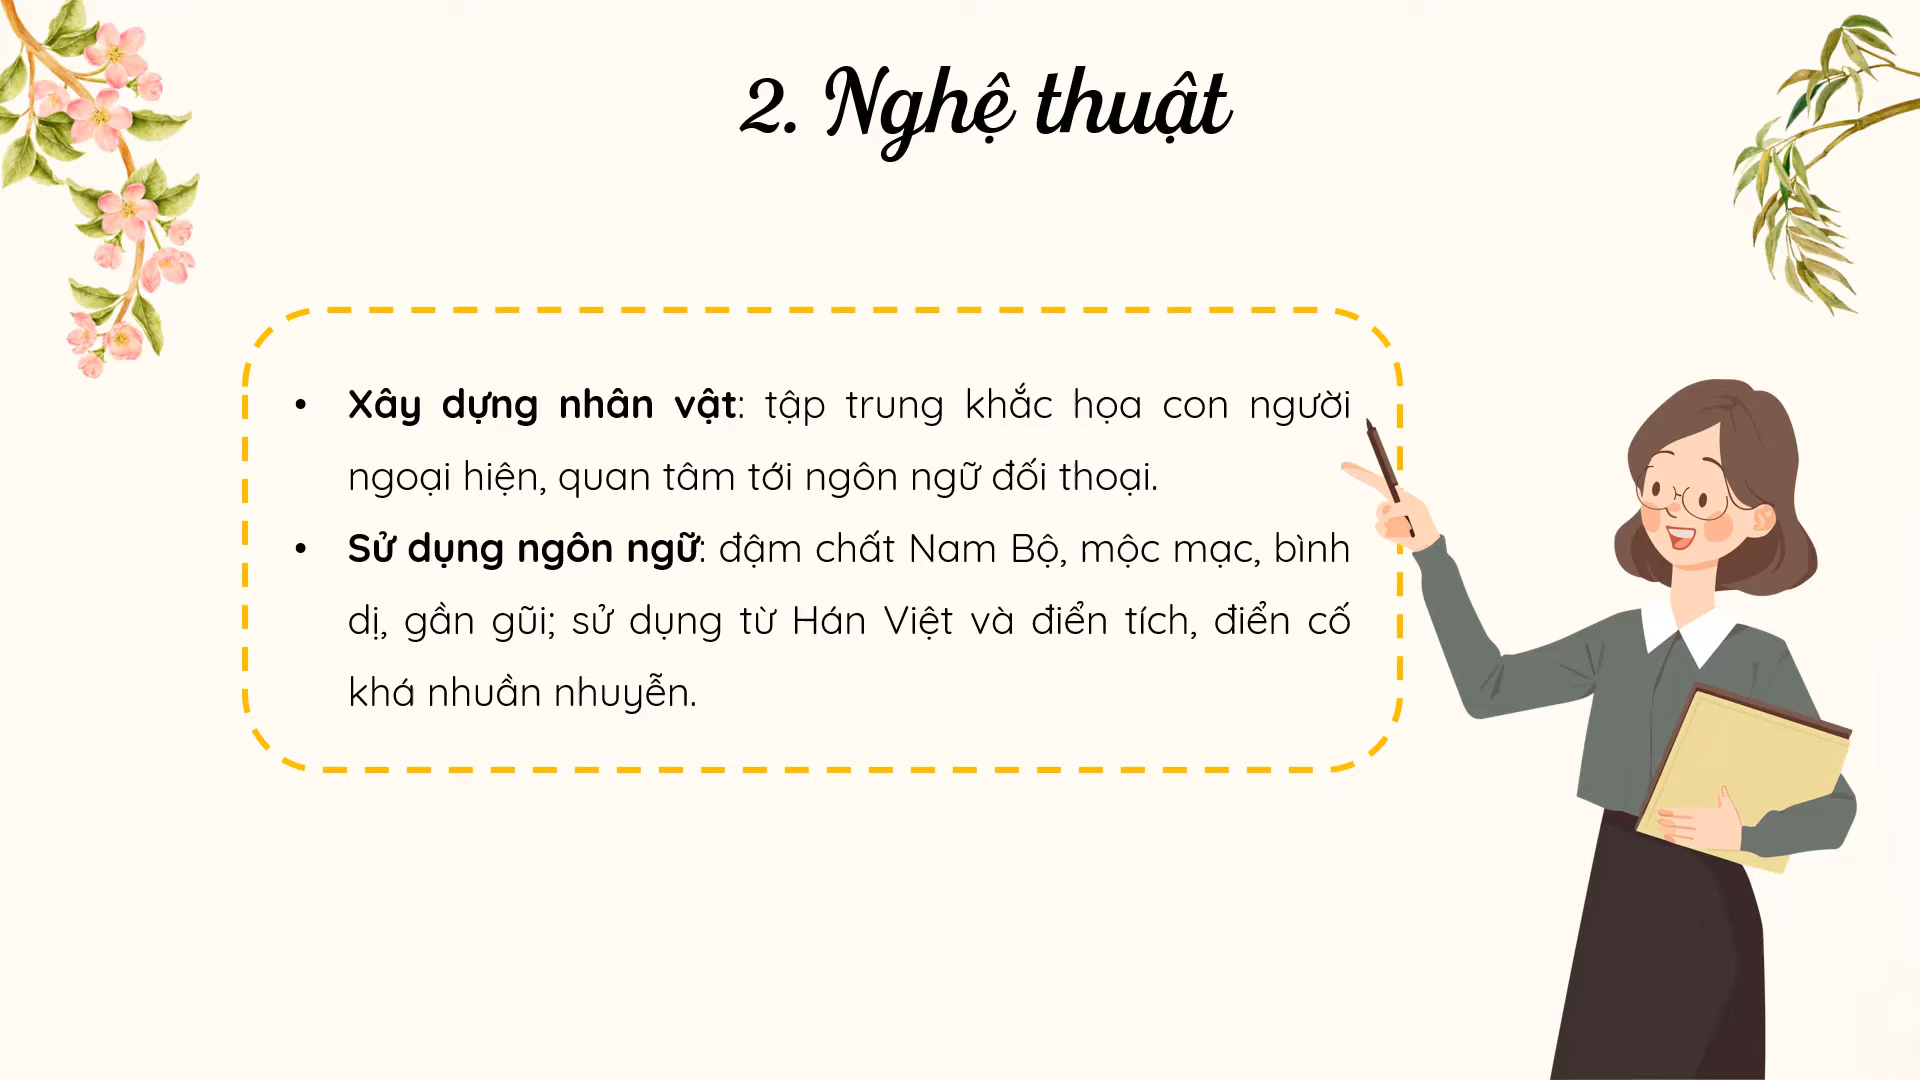 2. Nghệ thuật
• Xây dựng nhân vật: tập trung khắc họa con người
ngoại hiện, quan tâm tới ngôn ngữ đối thoại.
• Sử dụng ngôn ngữ: đậm chất Nam Bộ, mộc mạc, bình
dị, gần gũi; sử dụng từ Hán Việt và điển tích, điển cố
khá nhuần nhuyễn.